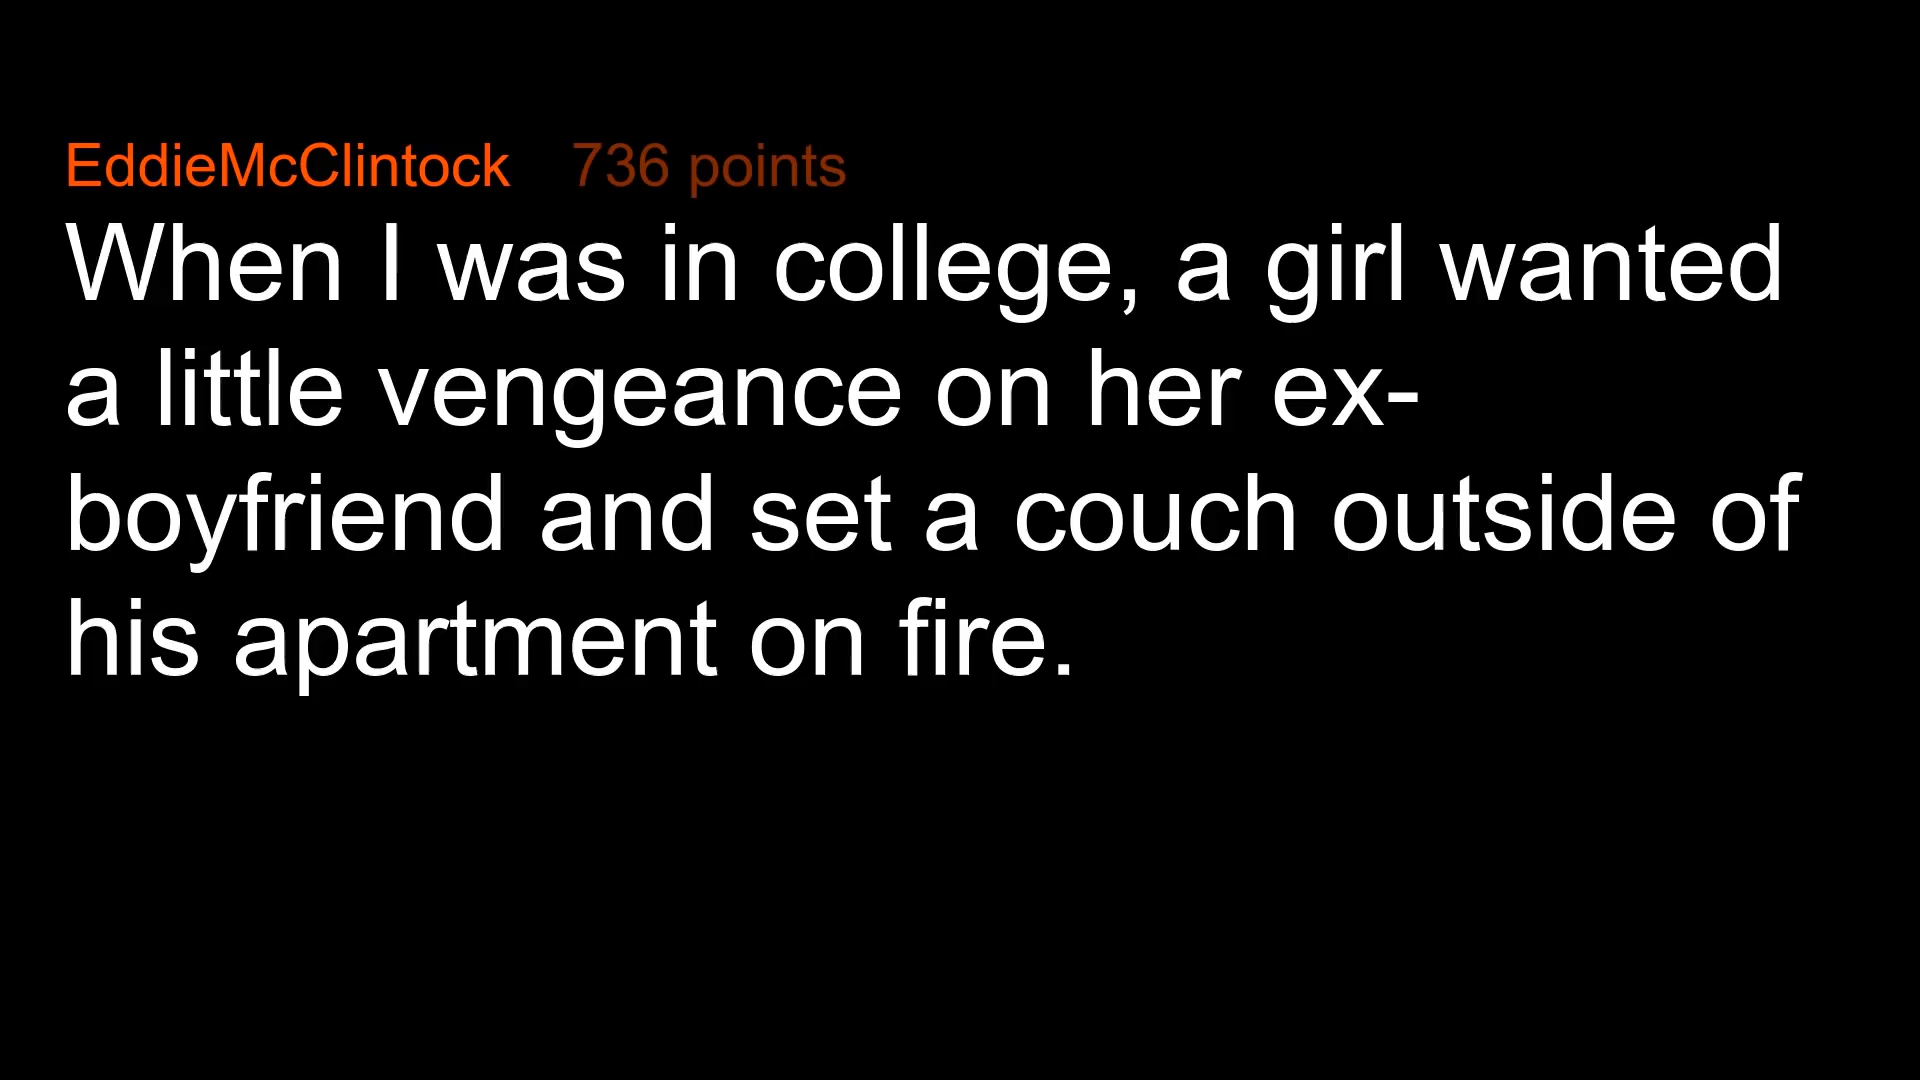 EddieMcClintock 736 points
When I was in college, a girl wanted
a little vengeance on her ex-
boyfriend and set a couch outside of
his apartment on fire.